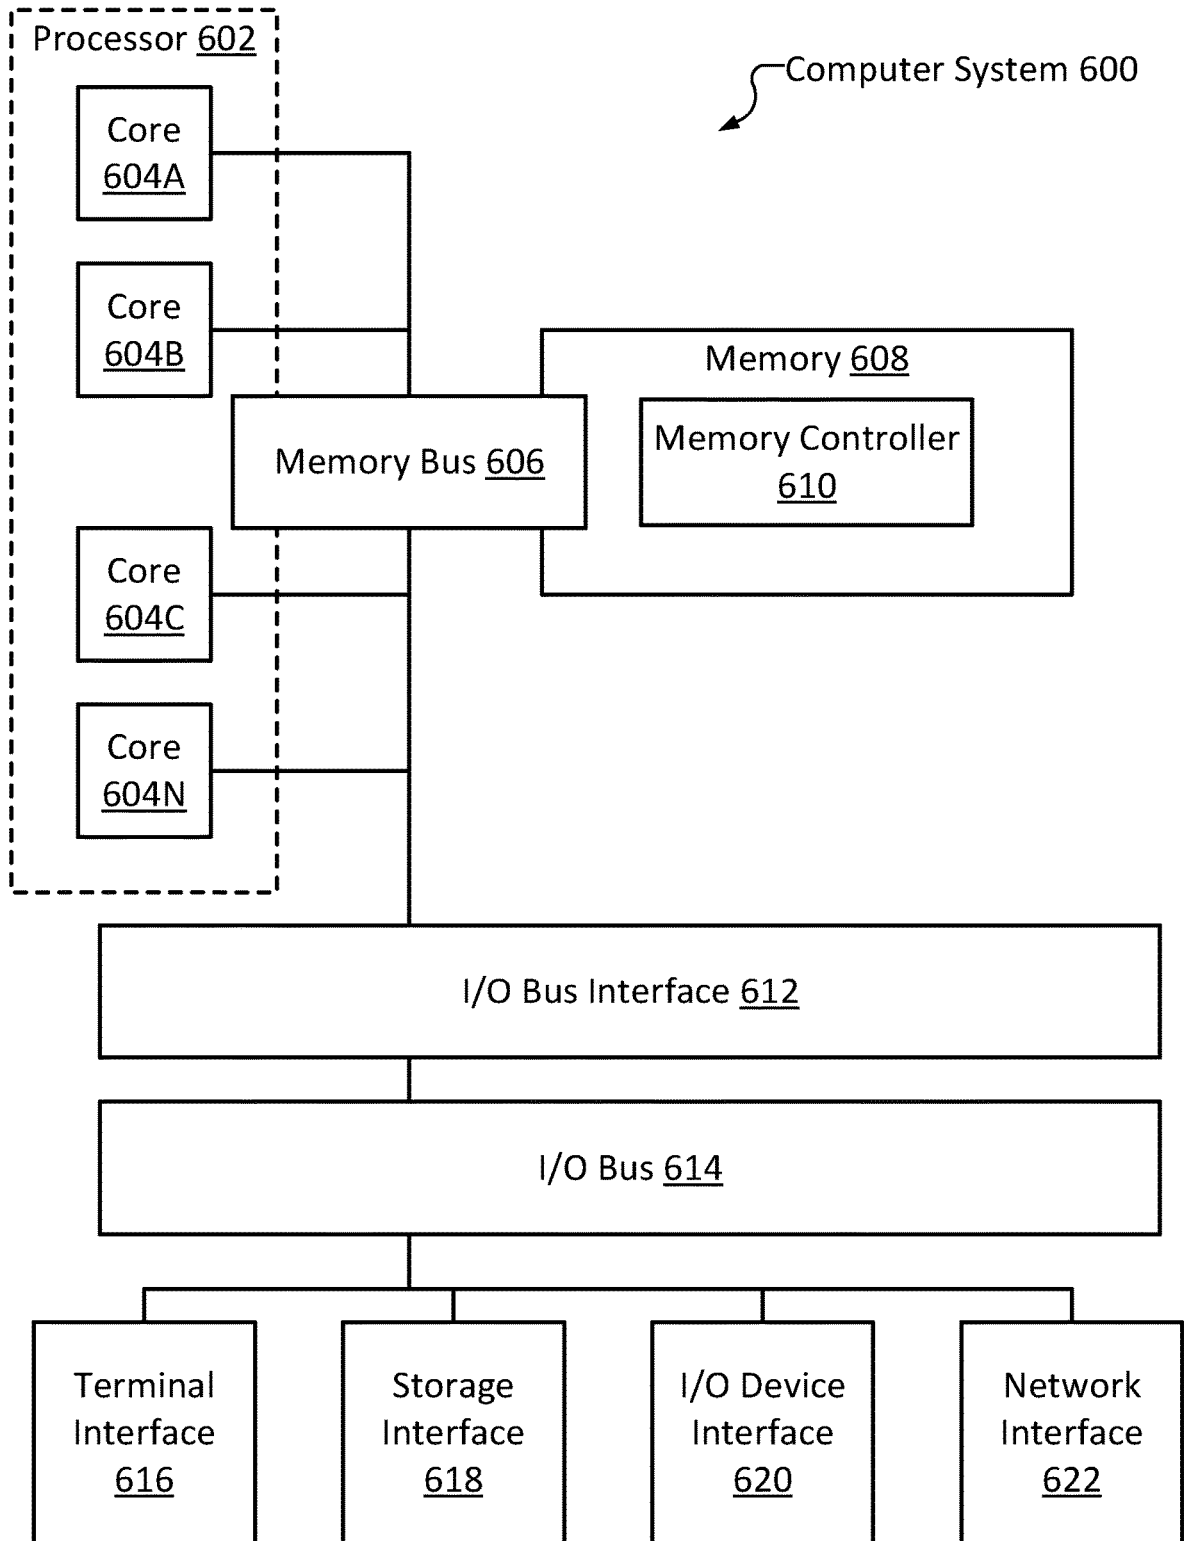 Processor 602
Computer System 600
Core
604A
Core
604B
Memory 608
Memory Controller
610
Memory Bus 606
Core
604C
Core
604N
I/O Bus Interface 612
I/O Bus 614
Terminal
Interface
616
Storage
Interface
618
I/O Device
Interface
620
Network
Interface
622